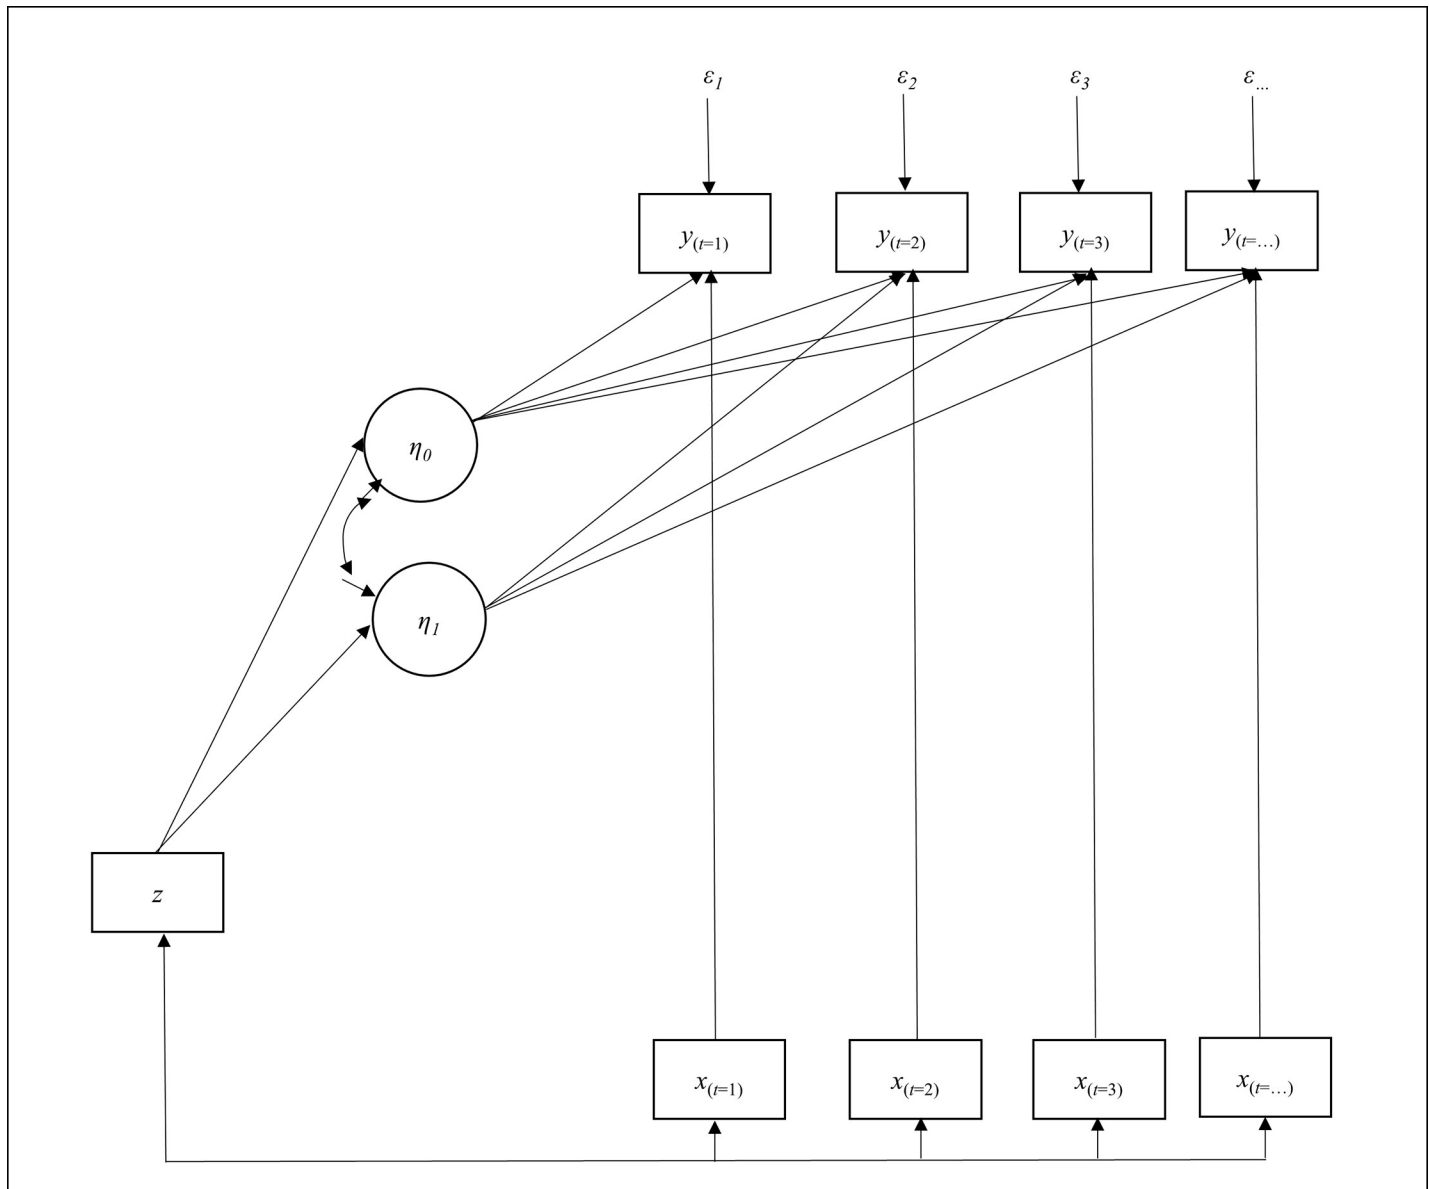 ε1 ε2 ε3 ε...
y(t=1) y(t=2) y(t=3) y(t=…)
η0
η1
z
x(t=1) x(t=2) x(t=3) x(t=…)